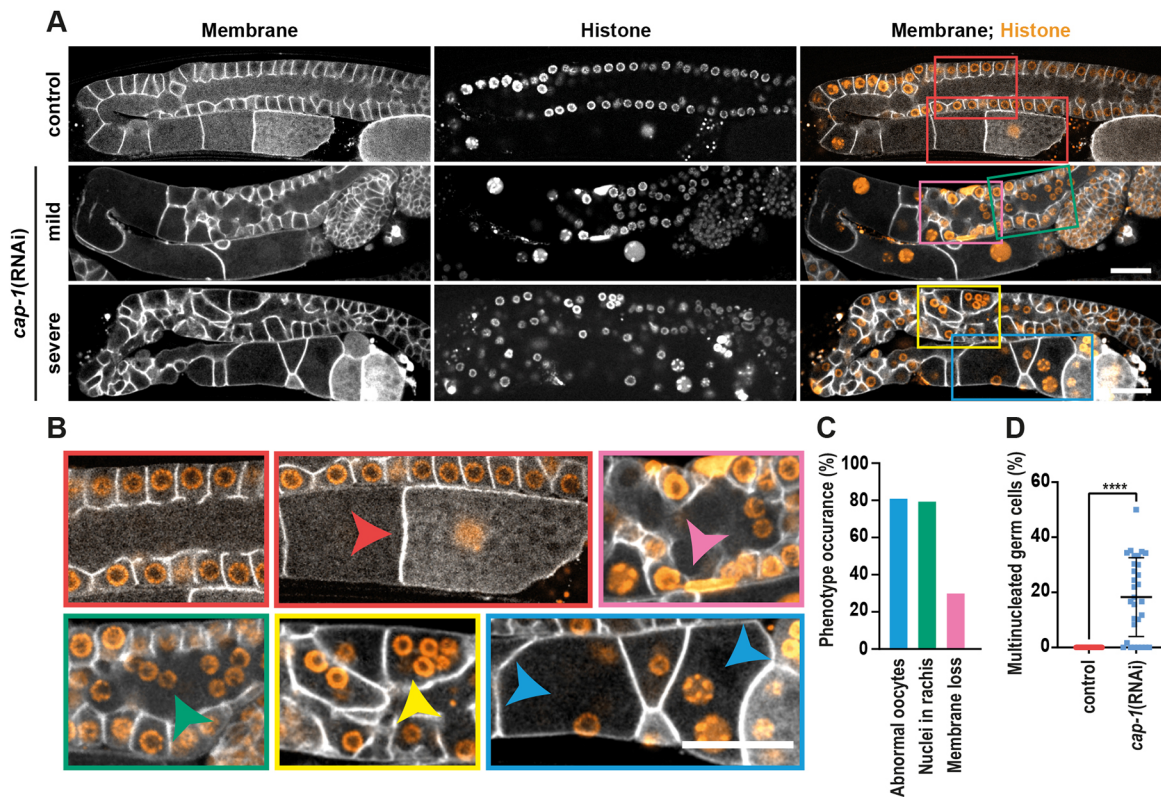 A
Membrane
Histone
Membrane; Histone
control
cap-1(RNAi)
mild
severe
B
C
Phenotype occurance (%)
100
80
60
40
20
0
Abnormal oocytes
Nuclei in rachis
Membrane loss
D
Multinucleated germ cells (%)
60
40
20
0
****
control
cap-1(RNAi)